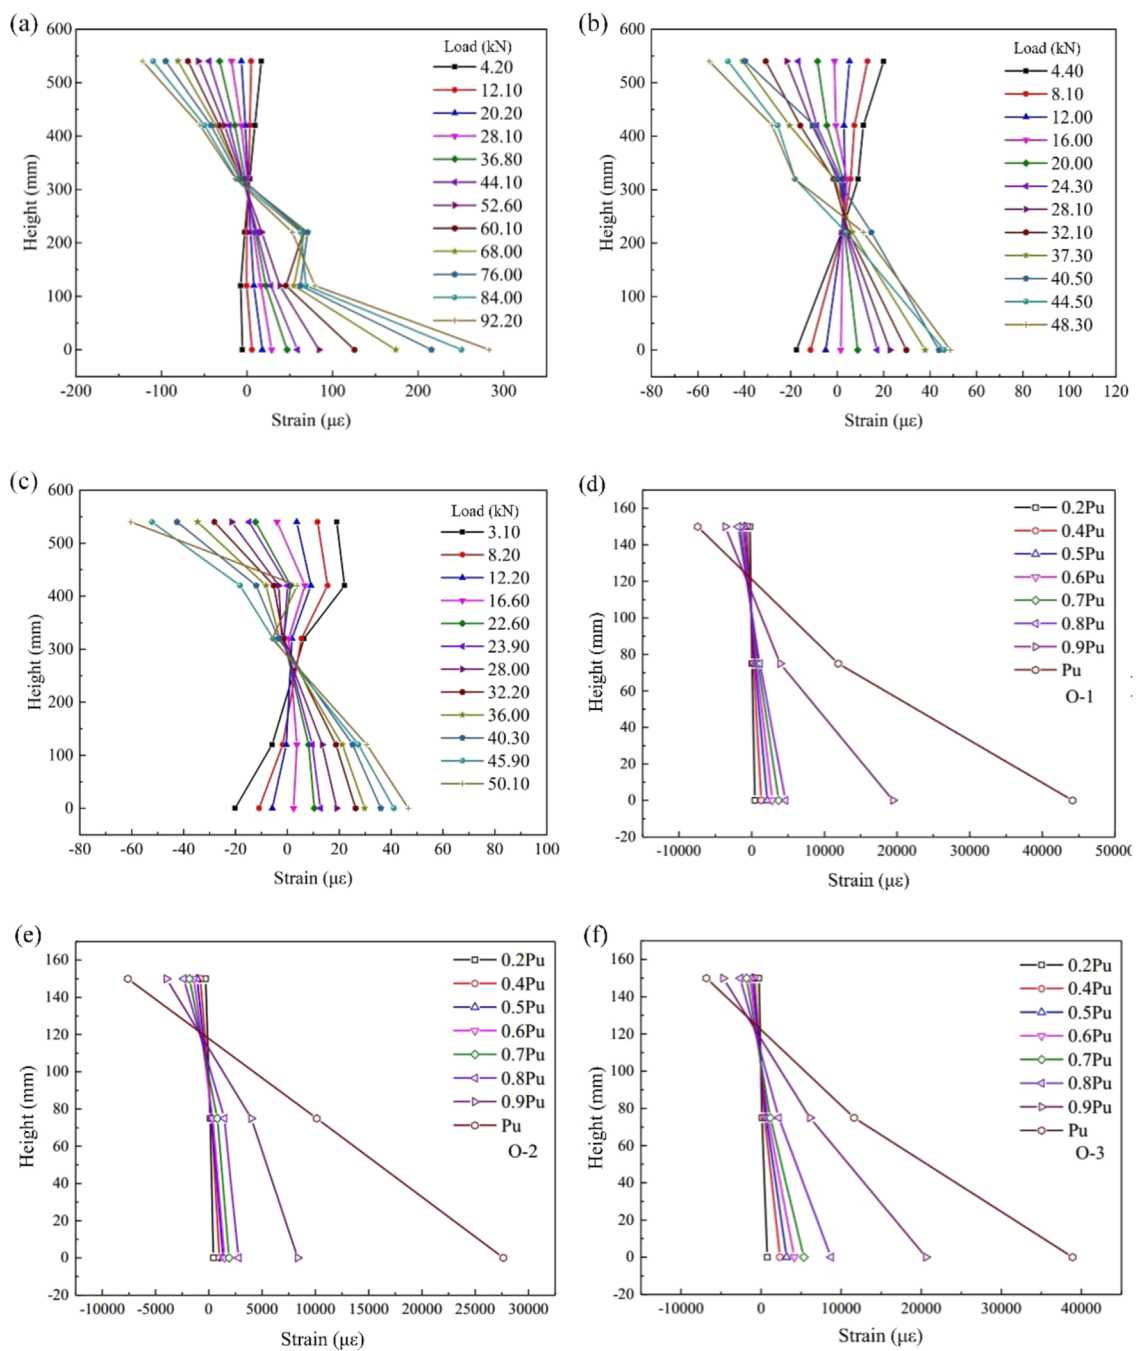 (a)
600
500
400
300
200
100
0
-200
-100
0
100
200
300
Height (mm)
Strain (με)
Load (kN)
4.20
12.10
20.20
28.10
36.80
44.10
52.60
60.10
68.00
76.00
84.00
92.20
(b)
600
500
400
300
200
100
0
-80
-60
-40
-20
0
20
40
60
80
100
120
Height (mm)
Strain (με)
Load (kN)
4.40
8.10
12.00
16.00
20.00
24.30
28.10
32.10
37.30
40.50
44.50
48.30
(c)
600
500
400
300
200
100
0
-80
-60
-40
-20
0
20
40
60
80
100
Height (mm)
Strain (με)
Load (kN)
3.10
8.20
12.20
16.60
22.60
23.90
28.00
32.20
36.00
40.30
45.90
50.10
(d)
160
140
120
100
80
60
40
20
0
-20
-10000
0
10000
20000
30000
40000
50000
Height (mm)
Strain (με)
0.2Pu
0.4Pu
0.5Pu
0.6Pu
0.7Pu
0.8Pu
0.9Pu
Pu
O-1
(e)
160
140
120
100
80
60
40
20
0
-20
-10000
-5000
0
5000
10000
15000
20000
25000
30000
Height (mm)
Strain (με)
0.2Pu
0.4Pu
0.5Pu
0.6Pu
0.7Pu
0.8Pu
0.9Pu
Pu
O-2
(f)
160
140
120
100
80
60
40
20
0
-20
-10000
0
10000
20000
30000
40000
Height (mm)
Strain (με)
0.2Pu
0.4Pu
0.5Pu
0.6Pu
0.7Pu
0.8Pu
0.9Pu
Pu
O-3